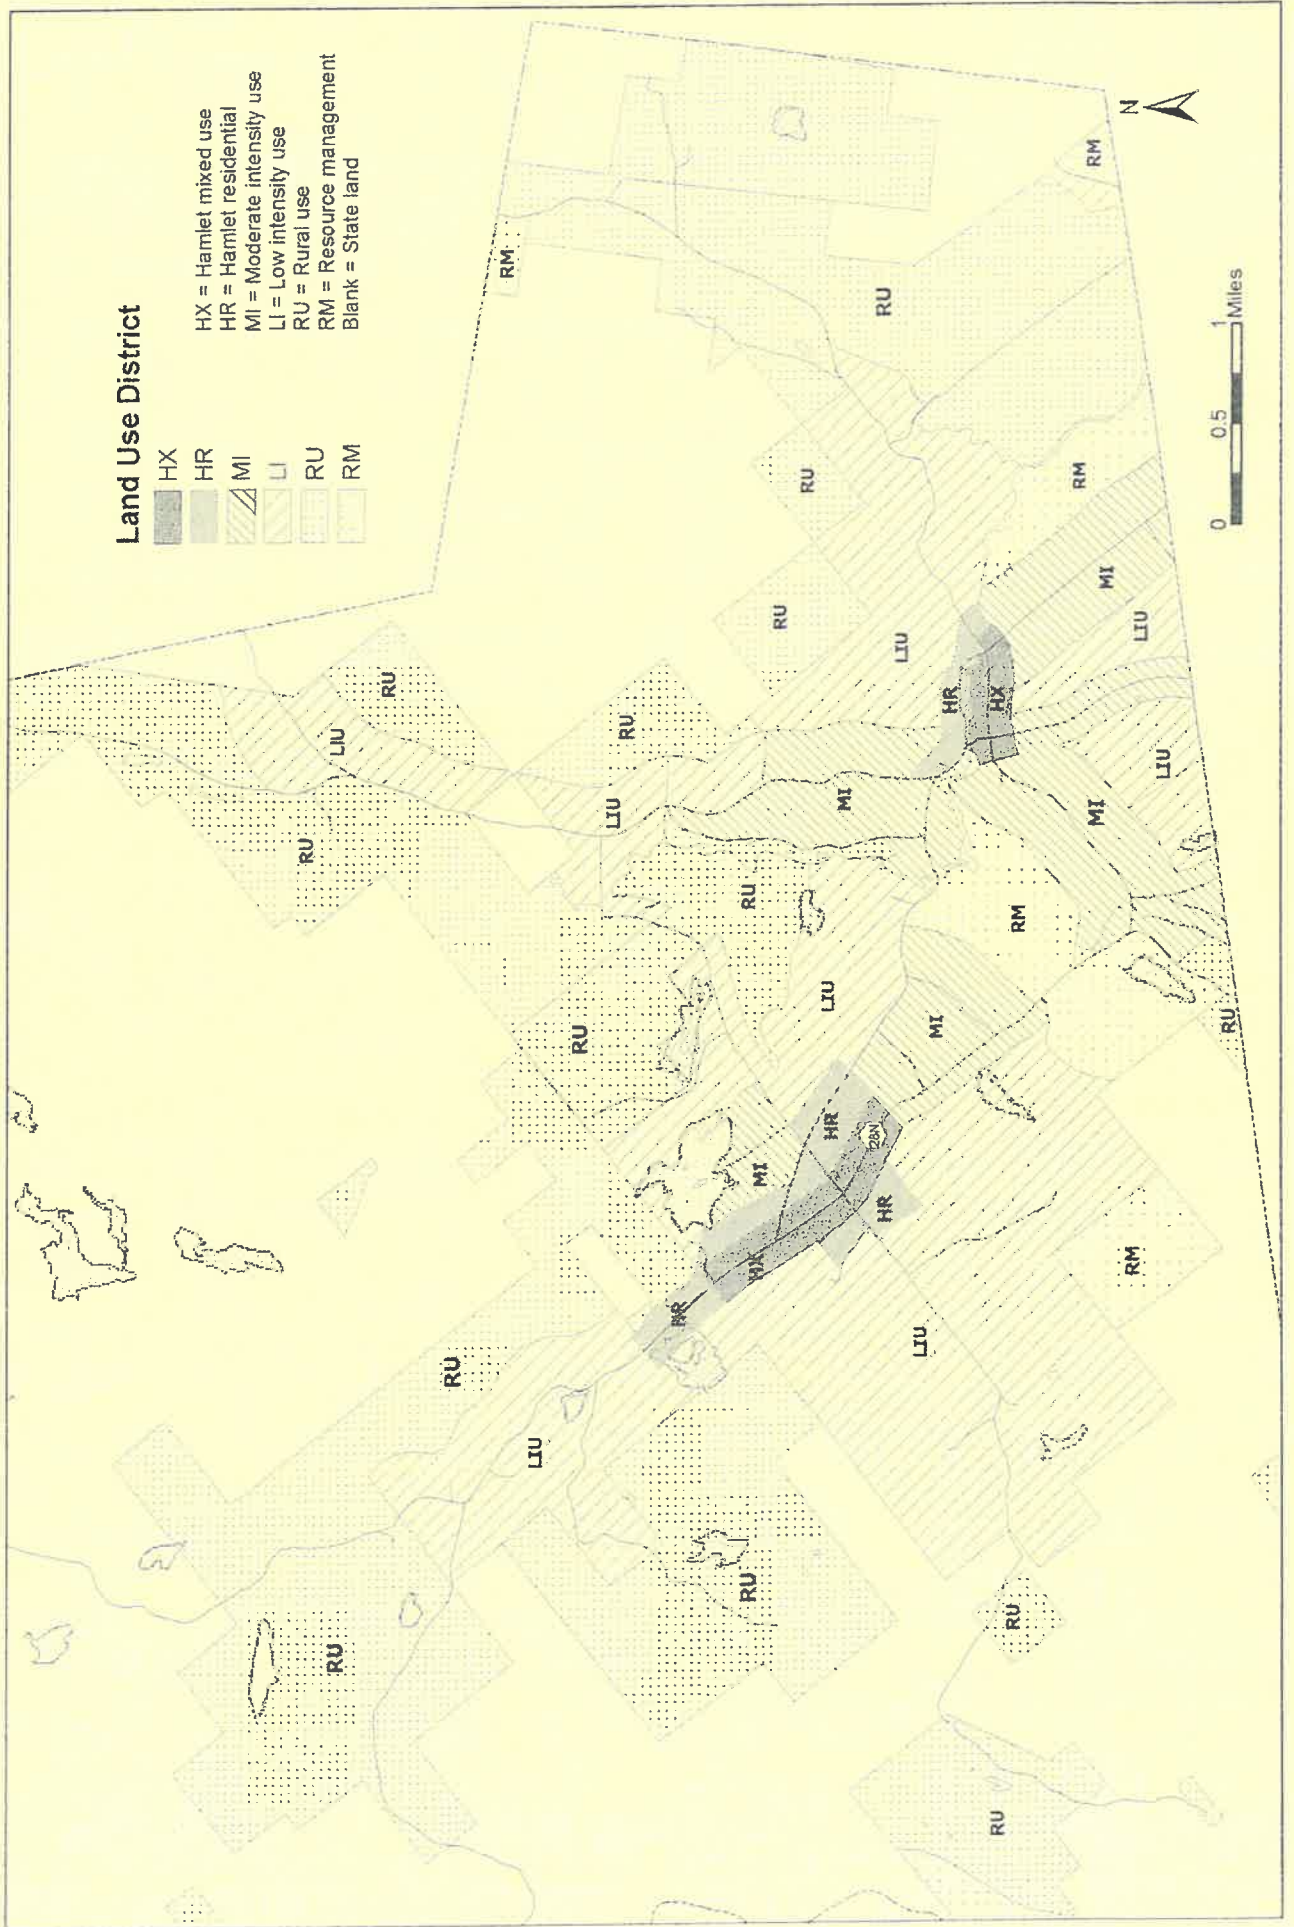 Land Use District
HX
HR
MI
LI
RU
RM
HX = Hamlet mixed use
HR = Hamlet residential
MI = Moderate intensity use
LI = Low intensity use
RU = Rural use
RM = Resource management
Blank = State land
RU
RU
LIU
RU
RU
RM
LIU
RU
LIU
RU
HR
RU
RU
HX
MI
RU
RU
LIU
HR
MI
28N
RU
HR
LIU
LIU
MI
HR
RU
HX
RU
RM
RM
RM
MI
MI
RM
N
LIU
LIU
RU
0 0.5 1 Miles